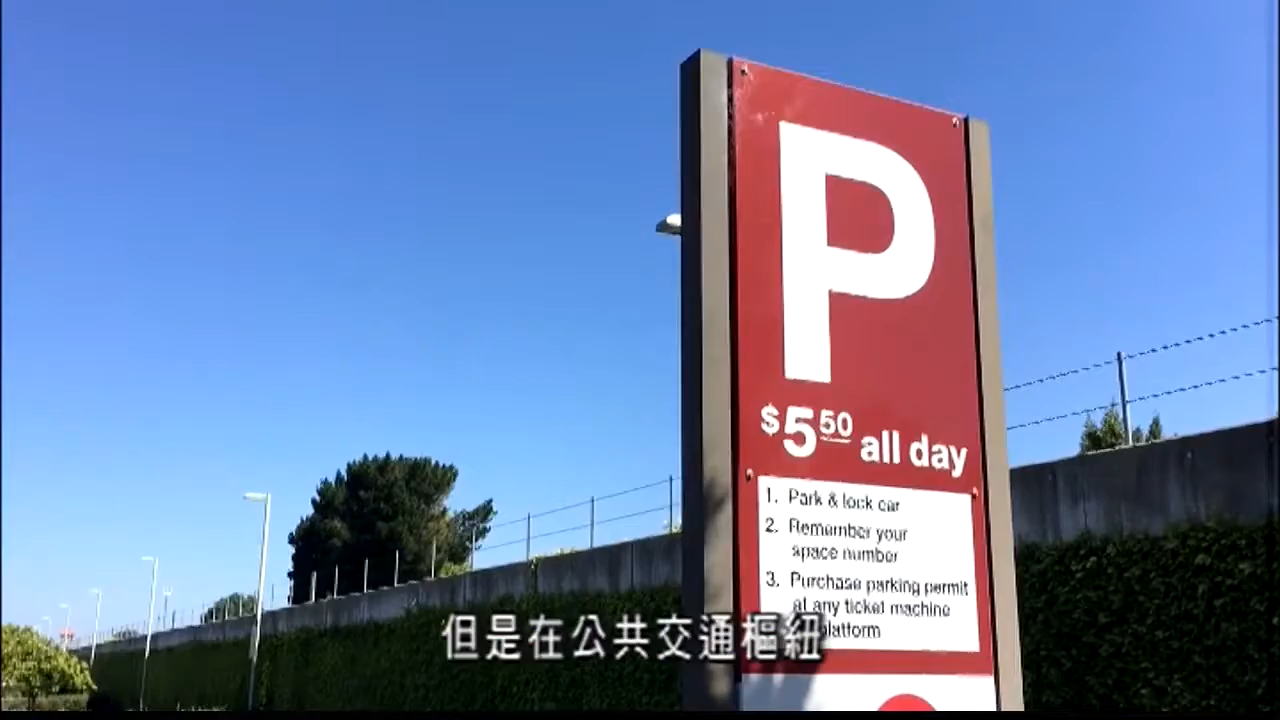 P
$5 50 all day
1. Park & lock car
2. Remember your
space number
3. Purchase parking permit
at any ticket machine
platform
但是在公共交通樞紐